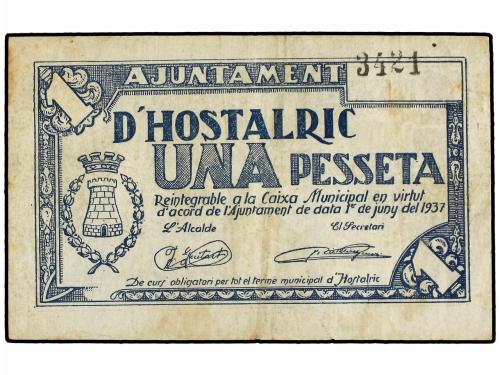 AJUNTAMENT
3421
D'HOSTALRIC
UNA PESSETA
Reintegrable a la Caixa Municipal en virtut
d'acord de l'Ajuntament de data 1er de juny del 1937
L'Alcalde El Secretari
De curs obligatori per tot el terme municipal d'Hostalric
1
1